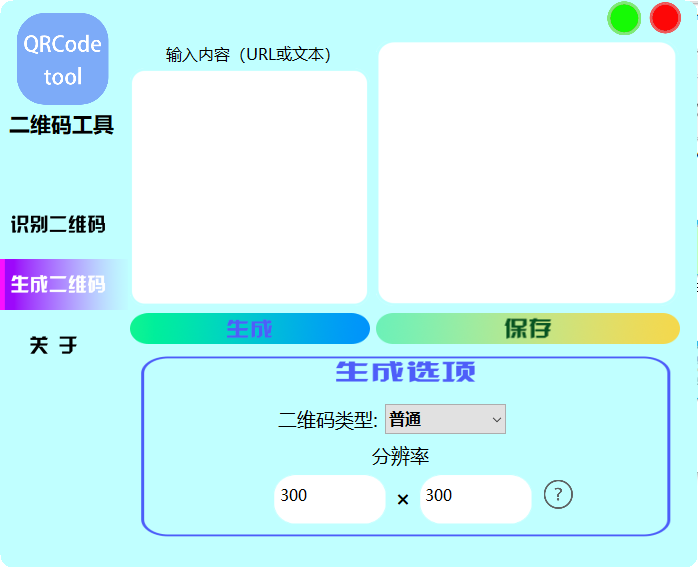 QRCode
tool
二维码工具
识别二维码
生成二维码
关 于
输入内容（URL或文本）
生成
保存
生成选项
二维码类型: 普通
分辨率
300 × 300 ?